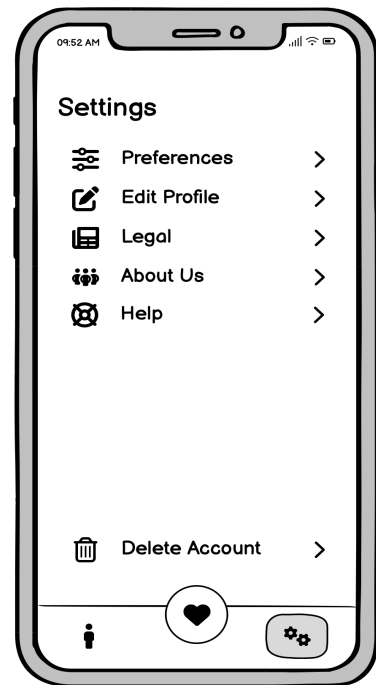 09:52 AM
Settings
Preferences
Edit Profile
Legal
About Us
Help
Delete Account